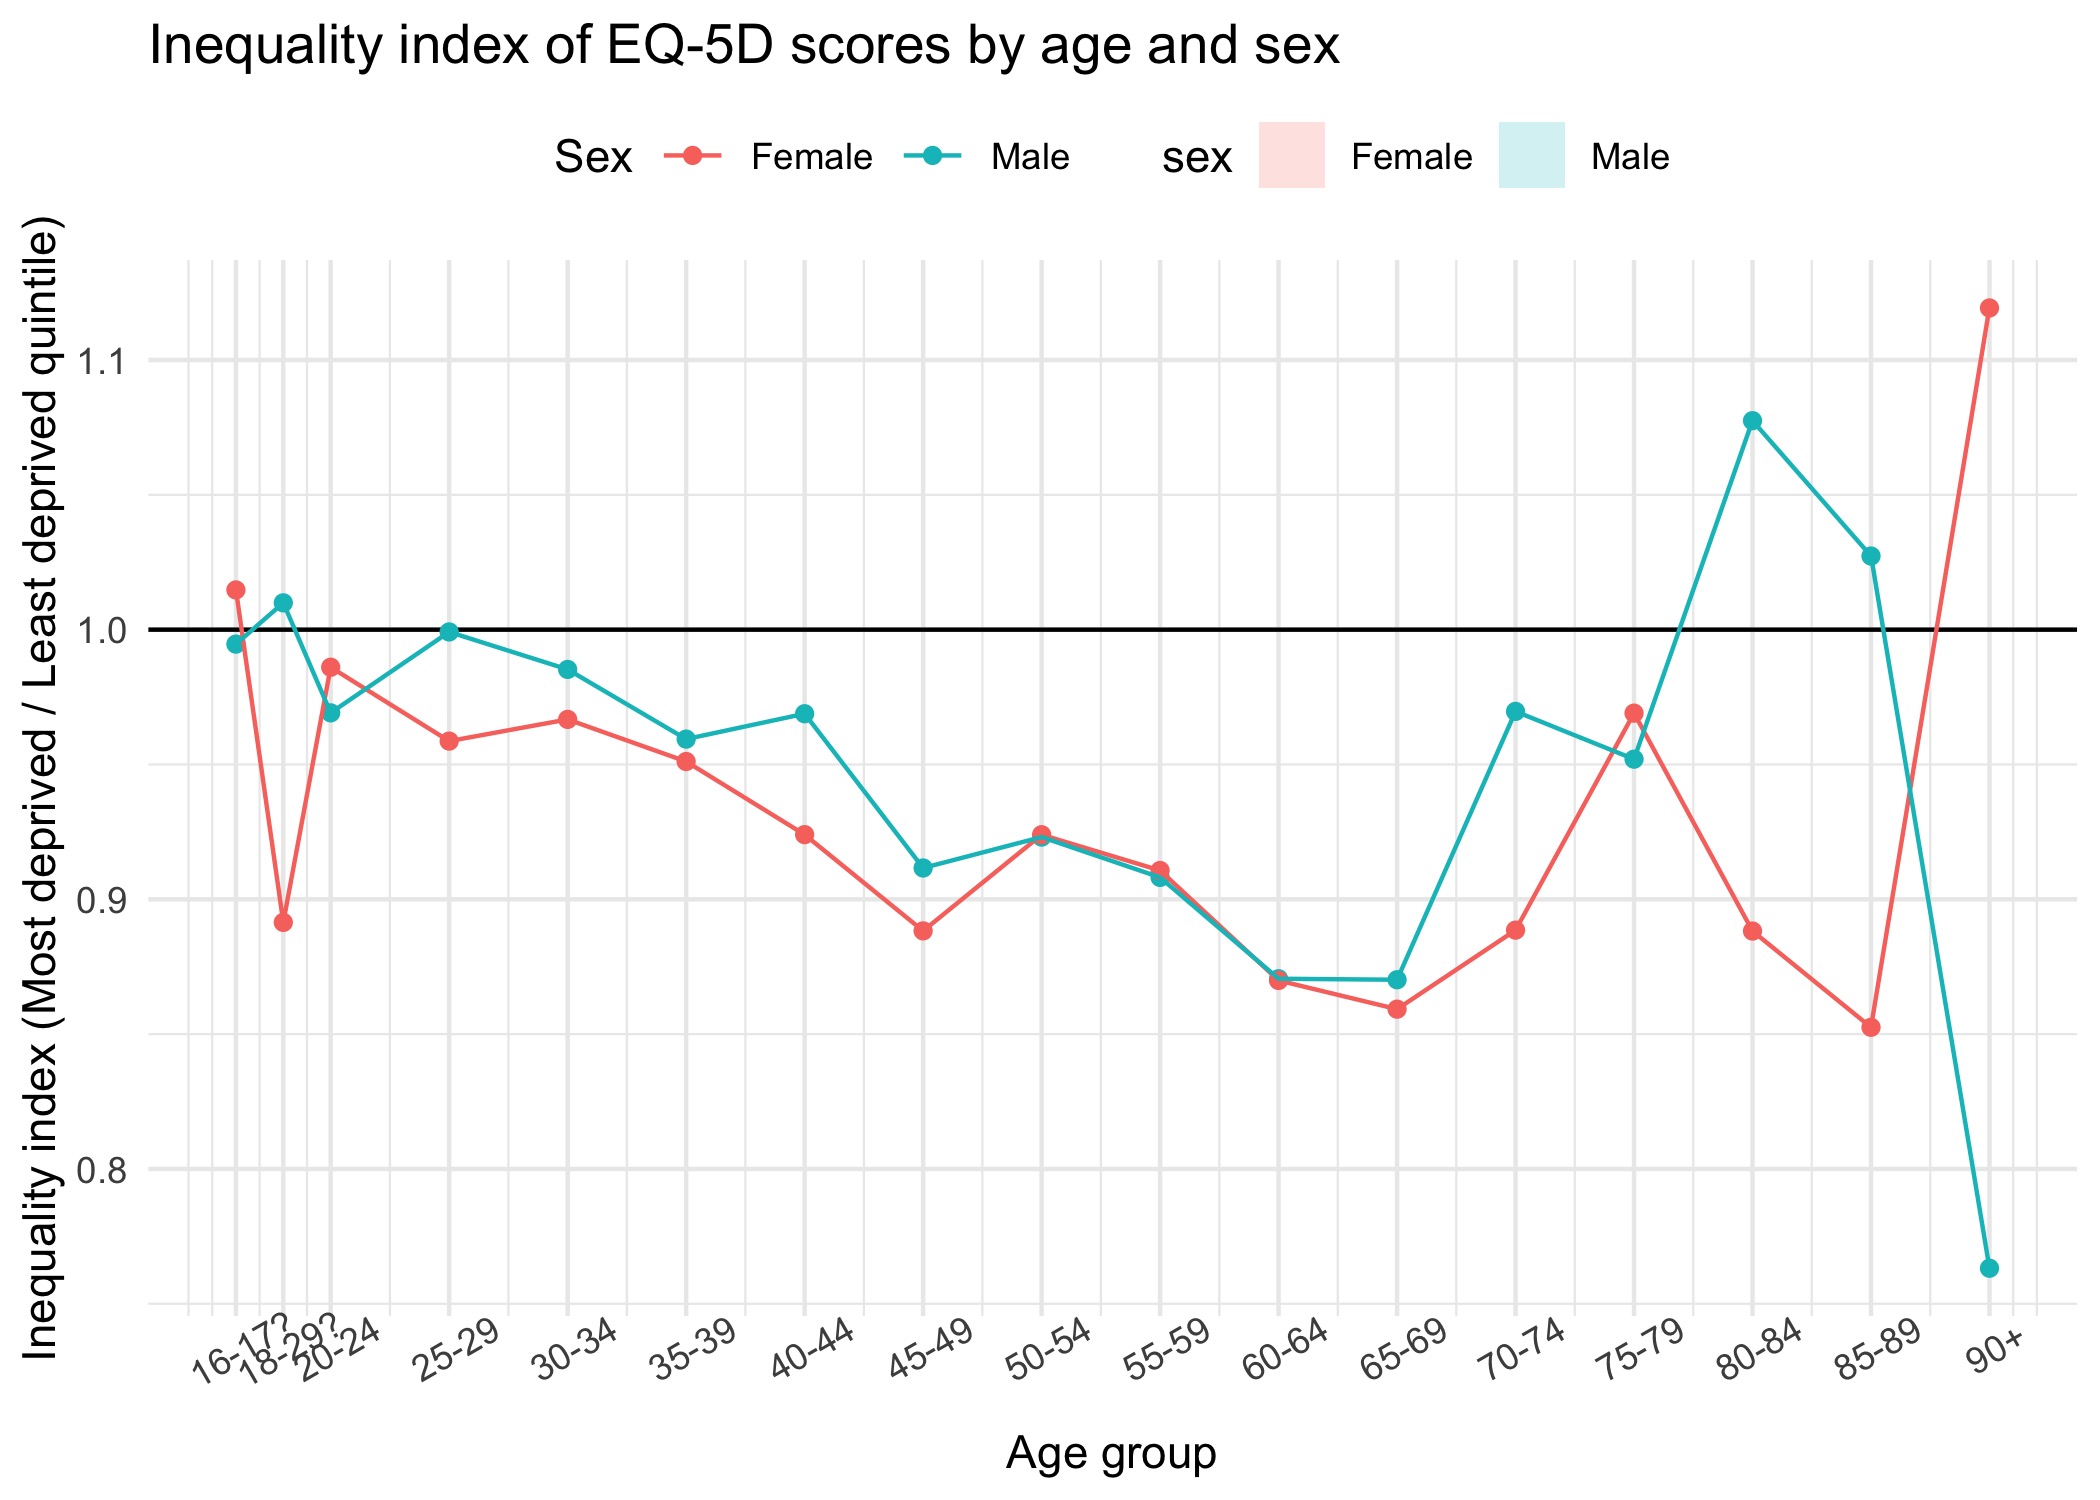 Inequality index of EQ-5D scores by age and sex
Sex Female Male sex Female Male
Inequality index (Most deprived / Least deprived quintile)
1.1
1.0
0.9
0.8
16-17? 18-29? 20-24 25-29 30-34 35-39 40-44 45-49 50-54 55-59 60-64 65-69 70-74 75-79 80-84 85-89 90+
Age group